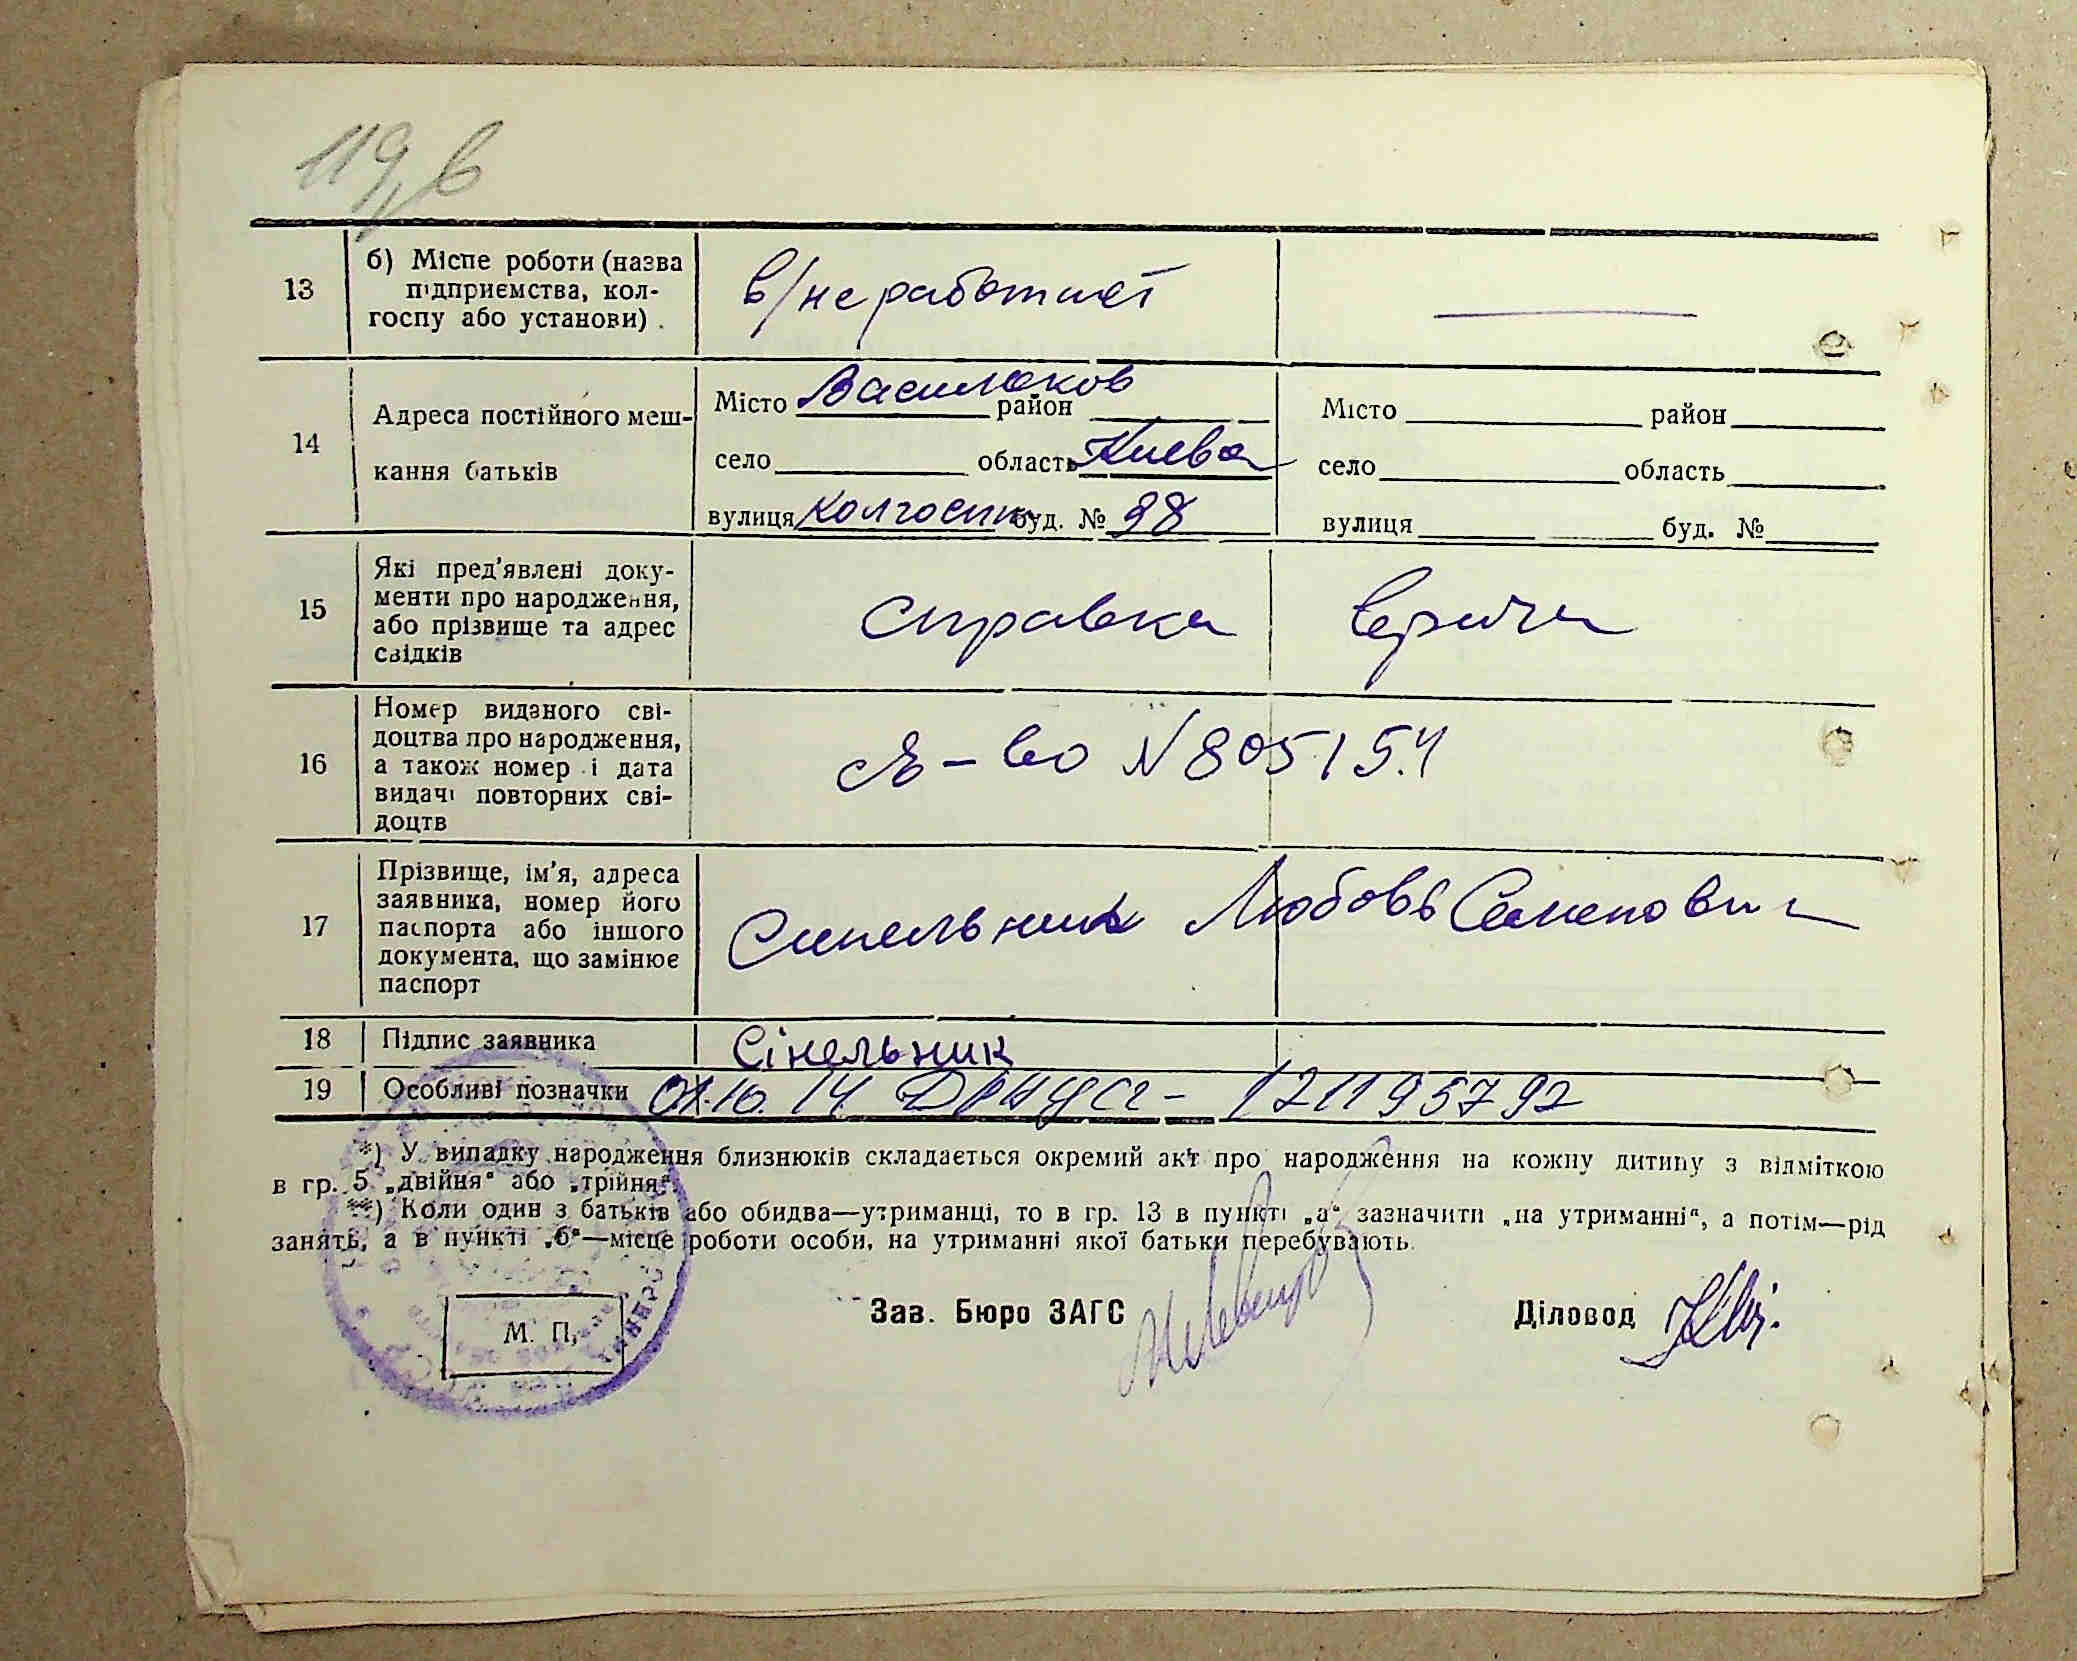 119, в
13
б) Місце роботи (назва
підприємства, кол-
госпу або установи) .
не работает
14
Адреса постійного меш-
кання батьків
Місто Васильков район
село область Києва
вулиця Колгоспн буд. № 98
Місто район
село область
вулиця буд. №
15
Які пред'явлені доку-
менти про народження,
або прізвище та адрес
свідків
справка врача
16
Номер виданого сві-
доцтва про народження,
а також номер і дата
видачі повторних сві-
доцтв
св-во N 805154
17
Прізвище, ім'я, адреса
заявника, номер його
паспорта або іншого
документа, що замінює
паспорт
Синельник Любовь Семеновна
18 Підпис заявника Сінельник
19 Особливі позначки 14 ДРАЦСГ- 121195792
*) У випадку народження близнюків складається окремий акт про народження на кожну дитину з відміткою
в гр. 5 „двійня“ або „трійня“.
**) Коли один з батьків або обидва—утриманці, то в гр. 13 в пункті „а“ зазначити „на утриманні“, а потім—рід
занять, а в пункті „б“—місце роботи особи, на утриманні якої батьки перебувають.
Зав. Бюро ЗАГС
Діловод
М. П.